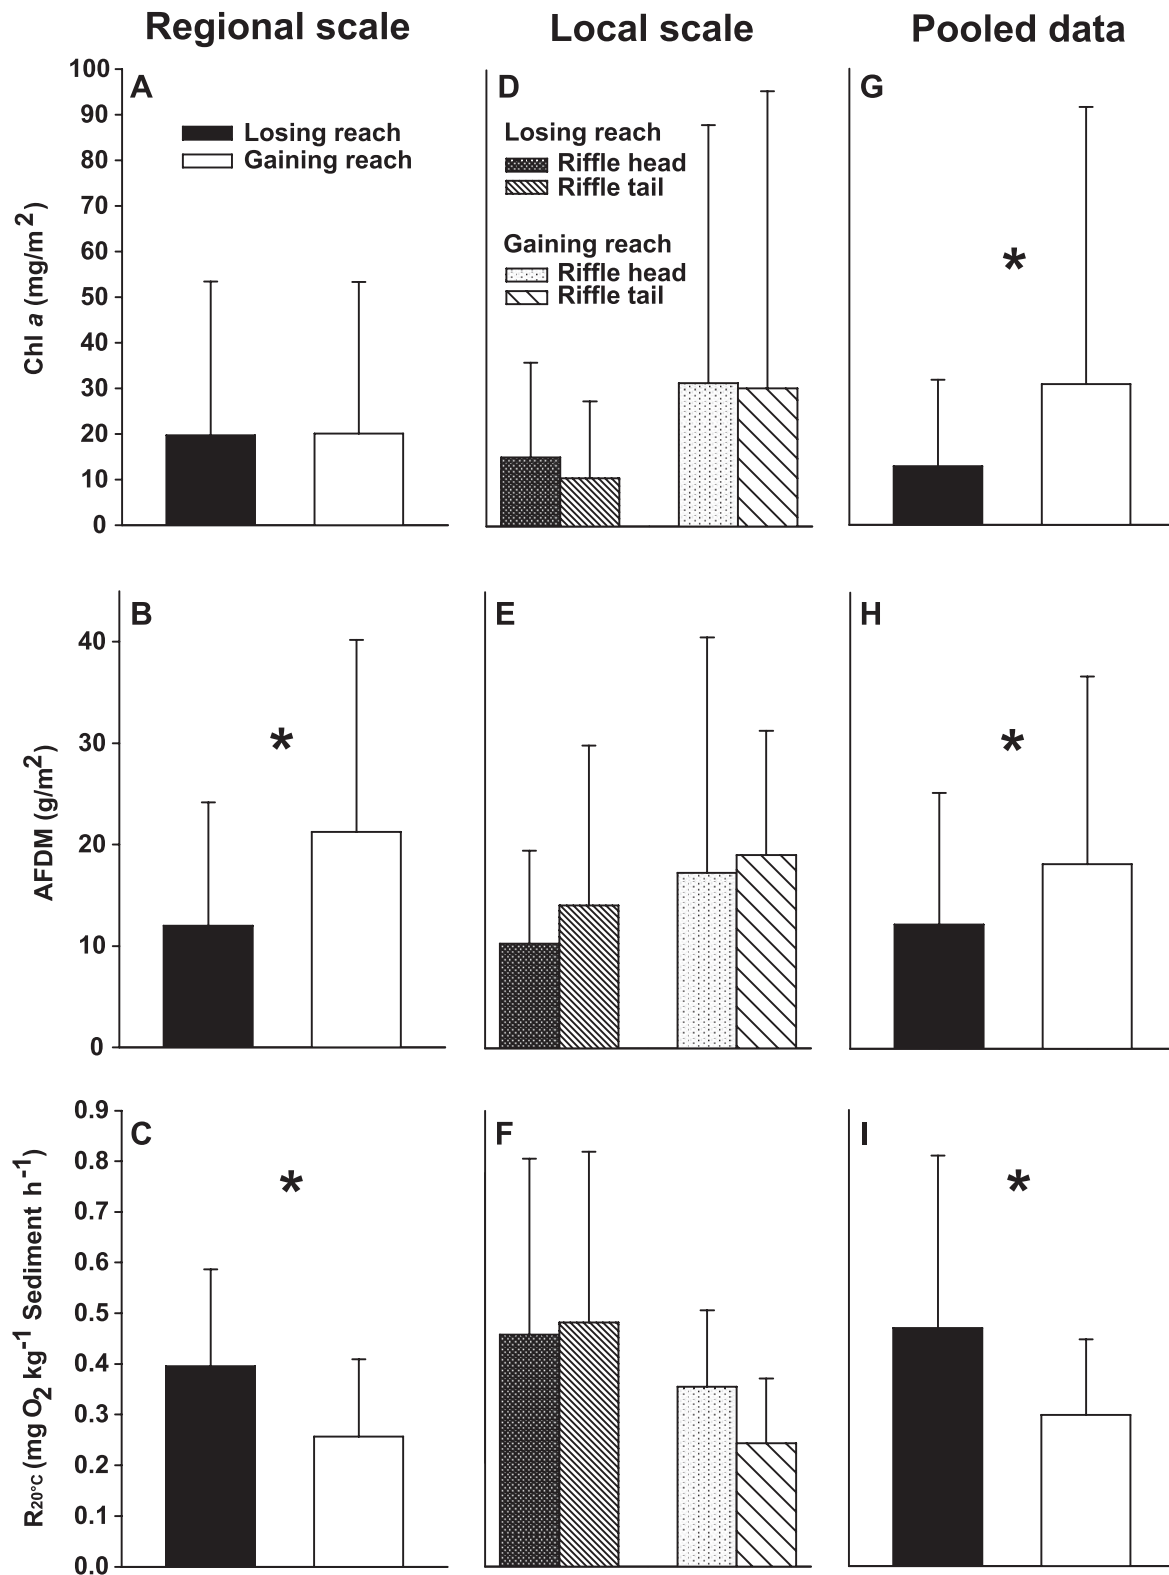 Regional scale
Local scale
Pooled data
Chl a (mg/m2)
100
90
80
70
60
50
40
30
20
10
0
A
Losing reach
Gaining reach
D
Losing reach
Riffle head
Riffle tail
Gaining reach
Riffle head
Riffle tail
G
*
AFDM (g/m2)
40
30
20
10
0
B
*
E
H
*
R20°C (mg O2 kg-1 Sediment h-1)
0.9
0.8
0.7
0.6
0.5
0.4
0.3
0.2
0.1
0.0
C
*
F
I
*